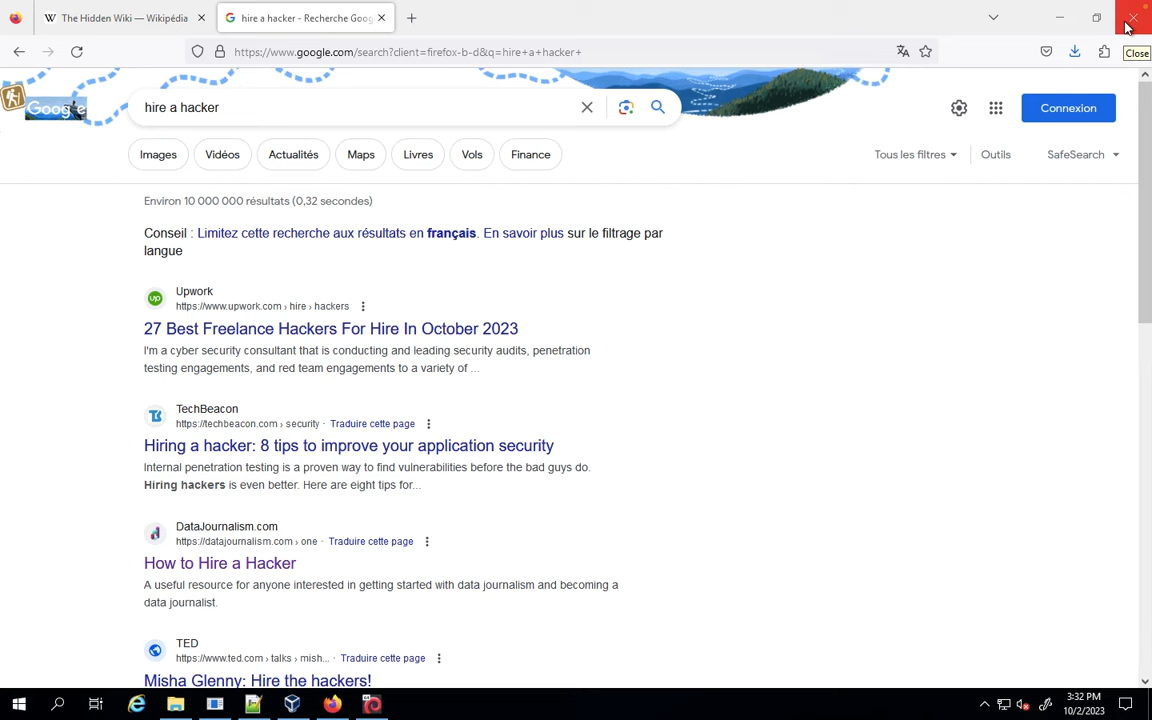 The Hidden Wiki — Wikipédia
hire a hacker - Recherche Goog
https://www.google.com/search?client=firefox-b-d&q=hire+a+hacker+
Close
Google
hire a hacker
Connexion
Images
Vidéos
Actualités
Maps
Livres
Vols
Finance
Tous les filtres
Outils
SafeSearch
Environ 10 000 000 résultats (0,32 secondes)
Conseil : Limitez cette recherche aux résultats en français. En savoir plus sur le filtrage par
langue
Upwork
https://www.upwork.com › hire › hackers
27 Best Freelance Hackers For Hire In October 2023
I'm a cyber security consultant that is conducting and leading security audits, penetration
testing engagements, and red team engagements to a variety of ...
TechBeacon
https://techbeacon.com › security · Traduire cette page
Hiring a hacker: 8 tips to improve your application security
Internal penetration testing is a proven way to find vulnerabilities before the bad guys do.
Hiring hackers is even better. Here are eight tips for...
DataJournalism.com
https://datajournalism.com › one · Traduire cette page
How to Hire a Hacker
A useful resource for anyone interested in getting started with data journalism and becoming a
data journalist.
TED
https://www.ted.com › talks › mish... · Traduire cette page
Misha Glenny: Hire the hackers!
3:32 PM
10/2/2023